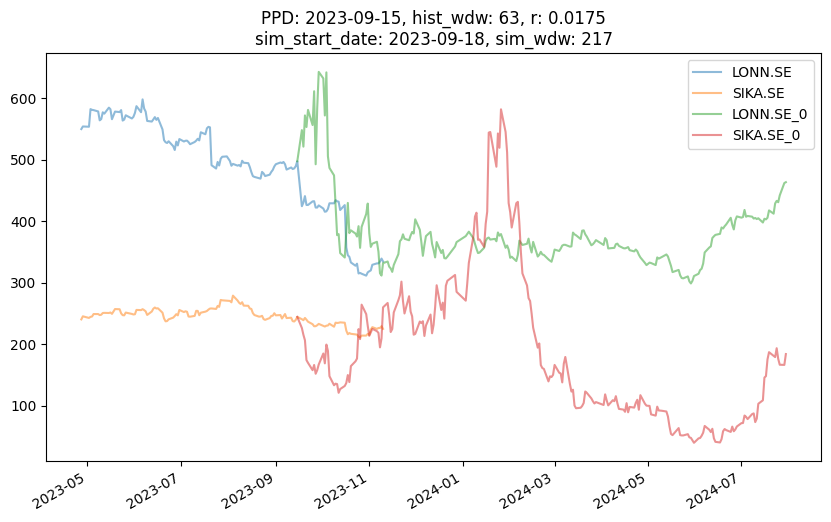 PPD: 2023-09-15, hist_wdw: 63, r: 0.0175
sim_start_date: 2023-09-18, sim_wdw: 217
LONN.SE
SIKA.SE
LONN.SE_0
SIKA.SE_0
600
500
400
300
200
100
2023-05
2023-07
2023-09
2023-11
2024-01
2024-03
2024-05
2024-07